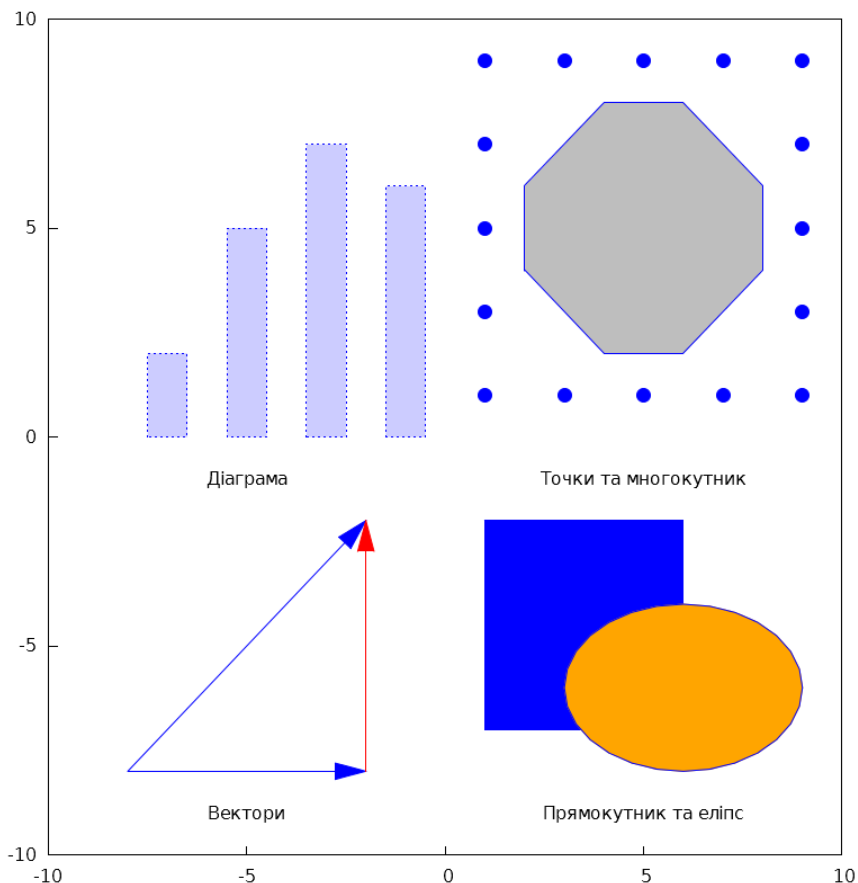 10
5
0
Діаграма
Точки та многокутник
-5
Вектори
Прямокутник та еліпс
-10
-10 -5 0 5 10